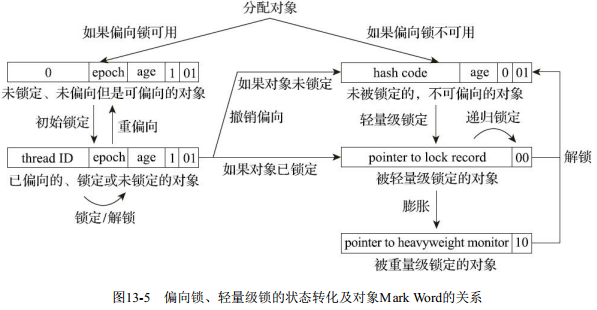 分配对象
如果偏向锁可用
如果偏向锁不可用
0 epoch age 1 01
未锁定、未偏向但是可偏向的对象
初始锁定
重偏向
thread ID epoch age 1 01
已偏向的、锁定或未锁定的对象
锁定/解锁
如果对象未锁定
撤销偏向
如果对象已锁定
hash code age 0 01
未被锁定的，不可偏向的对象
轻量级锁定
递归锁定
pointer to lock record 00
被轻量级锁定的对象
解锁
膨胀
pointer to heavyweight monitor 10
被重量级锁定的对象
图13-5 偏向锁、轻量级锁的状态转化及对象Mark Word的关系